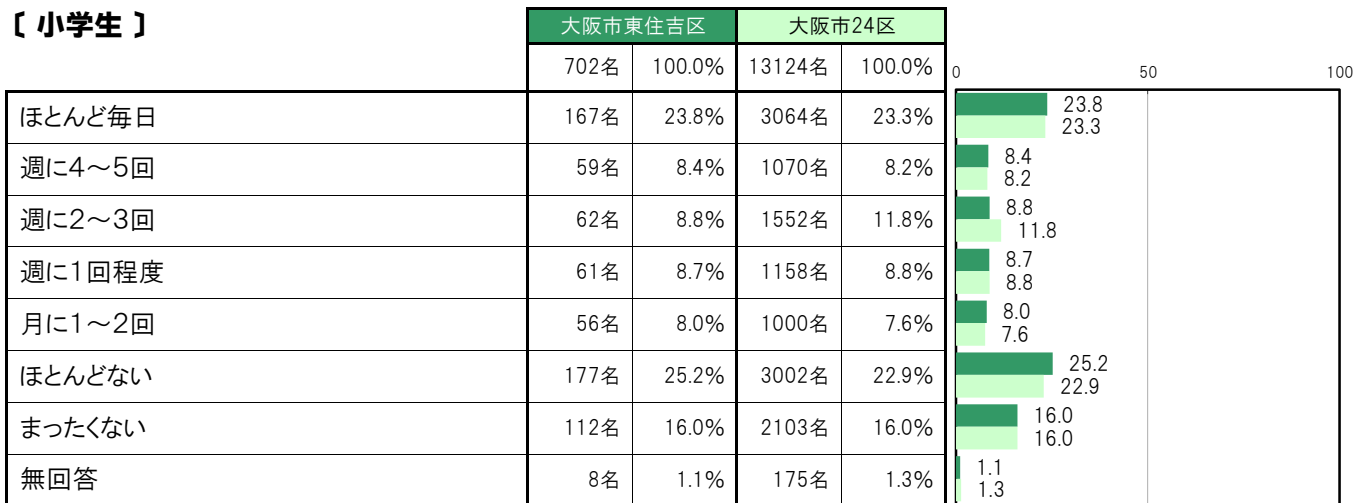 〔 小学生 〕
大阪市東住吉区 大阪市24区
702名 100.0% 13124名 100.0% 0 50 100
ほとんど毎日 167名 23.8% 3064名 23.3% 23.8
23.3
週に4～5回 59名 8.4% 1070名 8.2% 8.4
8.2
週に2～3回 62名 8.8% 1552名 11.8% 8.8
11.8
週に1回程度 61名 8.7% 1158名 8.8% 8.7
8.8
月に1～2回 56名 8.0% 1000名 7.6% 8.0
7.6
ほとんどない 177名 25.2% 3002名 22.9% 25.2
22.9
まったくない 112名 16.0% 2103名 16.0% 16.0
16.0
無回答 8名 1.1% 175名 1.3% 1.1
1.3